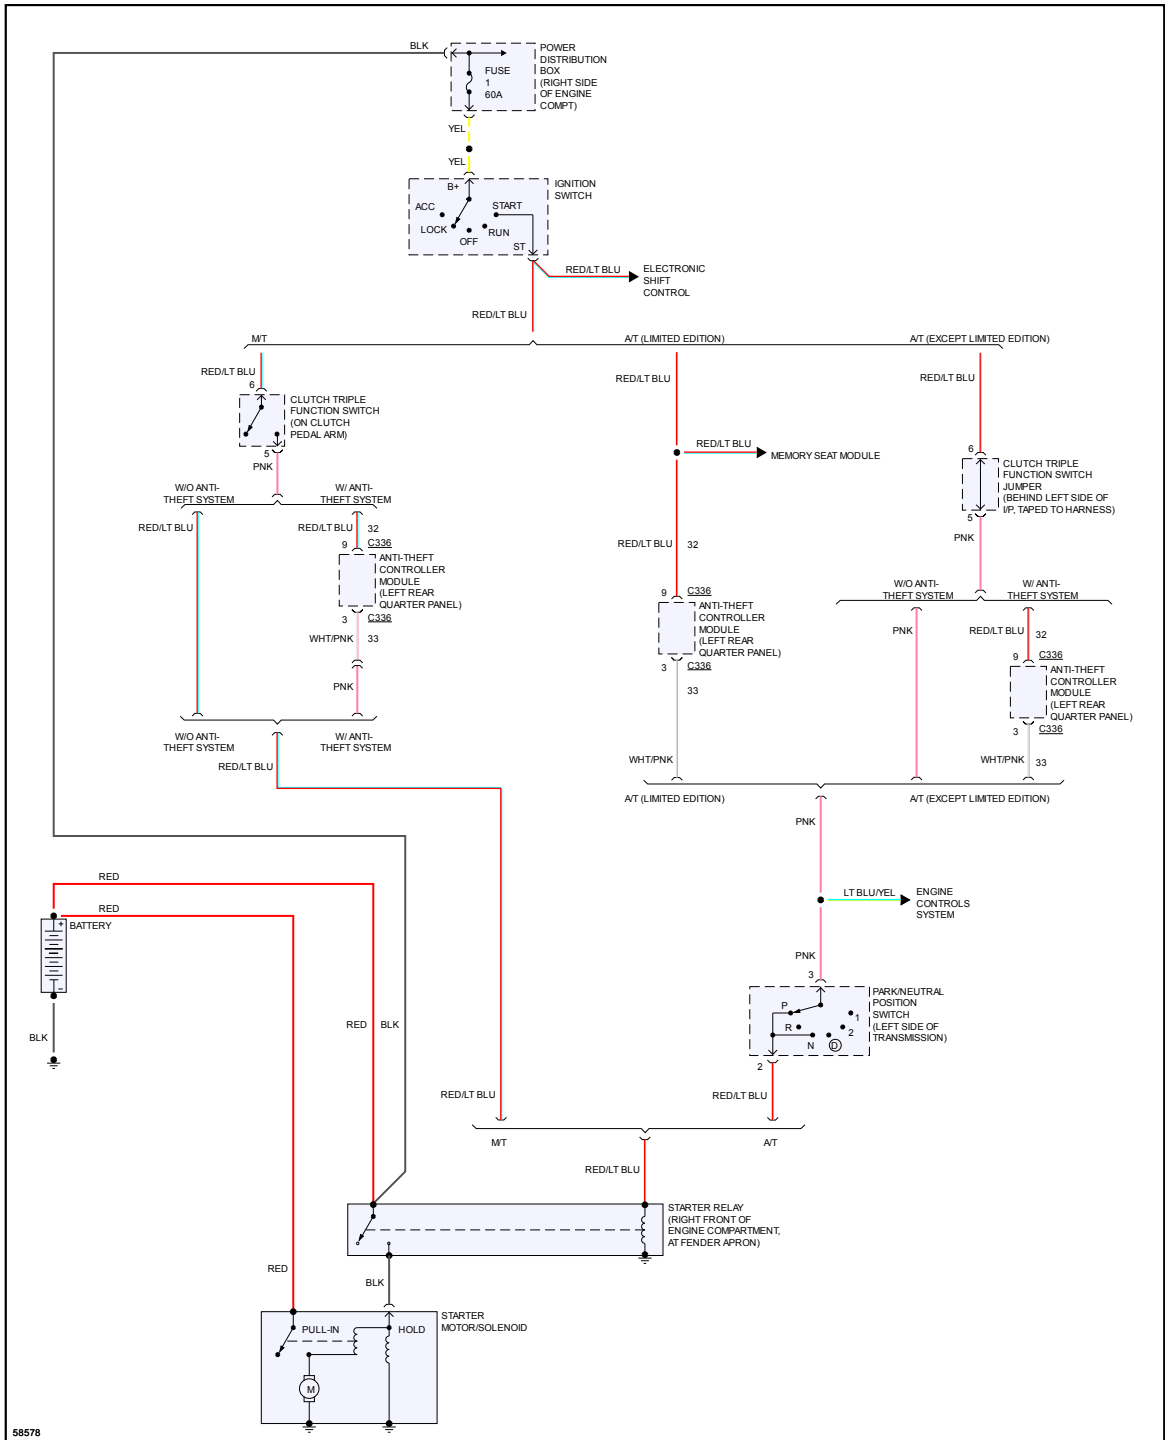 BLK
POWER
DISTRIBUTION
BOX
(RIGHT SIDE
OF ENGINE
COMPT)
FUSE
1
60A
YEL
YEL
IGNITION
SWITCH
B+
ACC
START
LOCK
RUN
OFF
ST
RED/LT BLU
ELECTRONIC
SHIFT
CONTROL
RED/LT BLU
M/T
A/T (LIMITED EDITION)
A/T (EXCEPT LIMITED EDITION)
RED/LT BLU
6
CLUTCH TRIPLE
FUNCTION SWITCH
(ON CLUTCH
PEDAL ARM)
5
PNK
RED/LT BLU
RED/LT BLU
MEMORY SEAT MODULE
RED/LT BLU
6
CLUTCH TRIPLE
FUNCTION SWITCH
JUMPER
(BEHIND LEFT SIDE OF
I/P, TAPED TO HARNESS)
5
PNK
W/O ANTI-
THEFT SYSTEM
W/ ANTI-
THEFT SYSTEM
RED/LT BLU
RED/LT BLU
32
9
C336
ANTI-THEFT
CONTROLLER
MODULE
(LEFT REAR
QUARTER PANEL)
3
C336
WHT/PNK
33
PNK
RED/LT BLU
32
9
C336
ANTI-THEFT
CONTROLLER
MODULE
(LEFT REAR
QUARTER PANEL)
3
C336
33
W/O ANTI-
THEFT SYSTEM
W/ ANTI-
THEFT SYSTEM
PNK
RED/LT BLU
32
9
C336
ANTI-THEFT
CONTROLLER
MODULE
(LEFT REAR
QUARTER PANEL)
3
C336
W/O ANTI-
THEFT SYSTEM
W/ ANTI-
THEFT SYSTEM
RED/LT BLU
WHT/PNK
WHT/PNK
33
A/T (LIMITED EDITION)
A/T (EXCEPT LIMITED EDITION)
PNK
RED
RED
BATTERY
+
−
BLK
LT BLU/YEL
ENGINE
CONTROLS
SYSTEM
PNK
3
PARK/NEUTRAL
POSITION
SWITCH
(LEFT SIDE OF
TRANSMISSION)
P
R
N
D
2
1
2
RED
BLK
RED/LT BLU
RED/LT BLU
M/T
A/T
RED/LT BLU
STARTER RELAY
(RIGHT FRONT OF
ENGINE COMPARTMENT,
AT FENDER APRON)
RED
BLK
STARTER
MOTOR/SOLENOID
PULL-IN
HOLD
M
58578